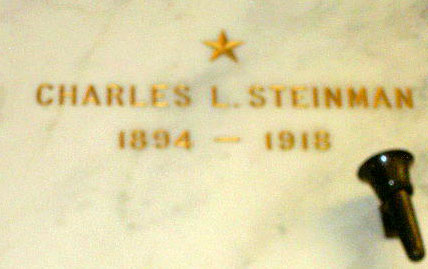 CHARLES L. STEINMAN
1894 — 1918